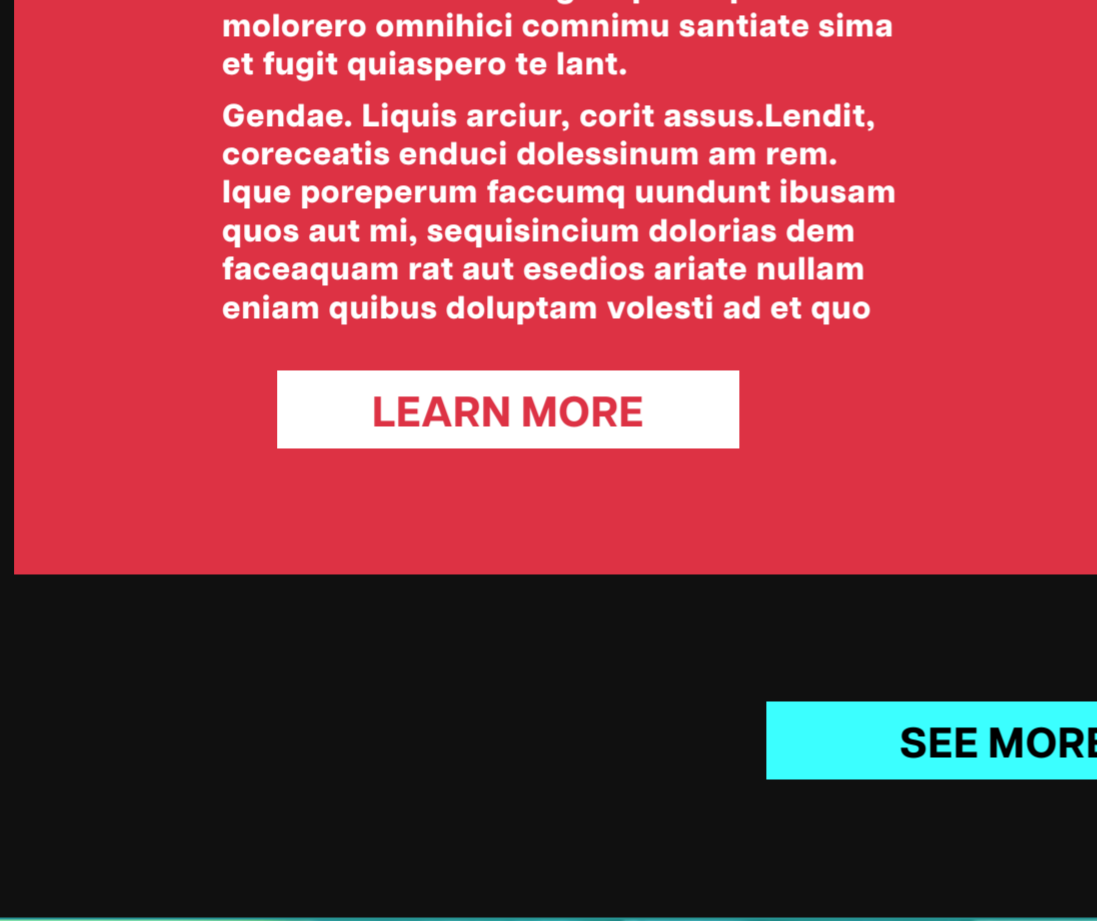 molorero omnihici comnimu santiate sima
et fugit quiaspero te lant.
Gendae. Liquis arciur, corit assus.Lendit,
coreceatis enduci dolessinum am rem.
Ique poreperum faccumq uundunt ibusam
quos aut mi, sequisincium dolorias dem
faceaquam rat aut esedios ariate nullam
eniam quibus doluptam volesti ad et quo
LEARN MORE
SEE MORE